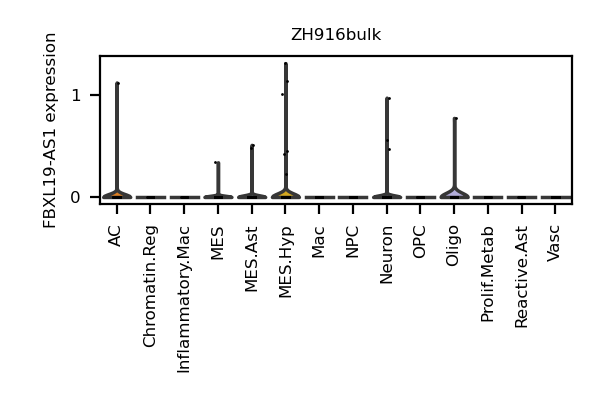 ZH916bulk
FBXL19-AS1 expression
1
0
AC
Chromatin.Reg
Inflammatory.Mac
MES
MES.Ast
MES.Hyp
Mac
NPC
Neuron
OPC
Oligo
Prolif.Metab
Reactive.Ast
Vasc